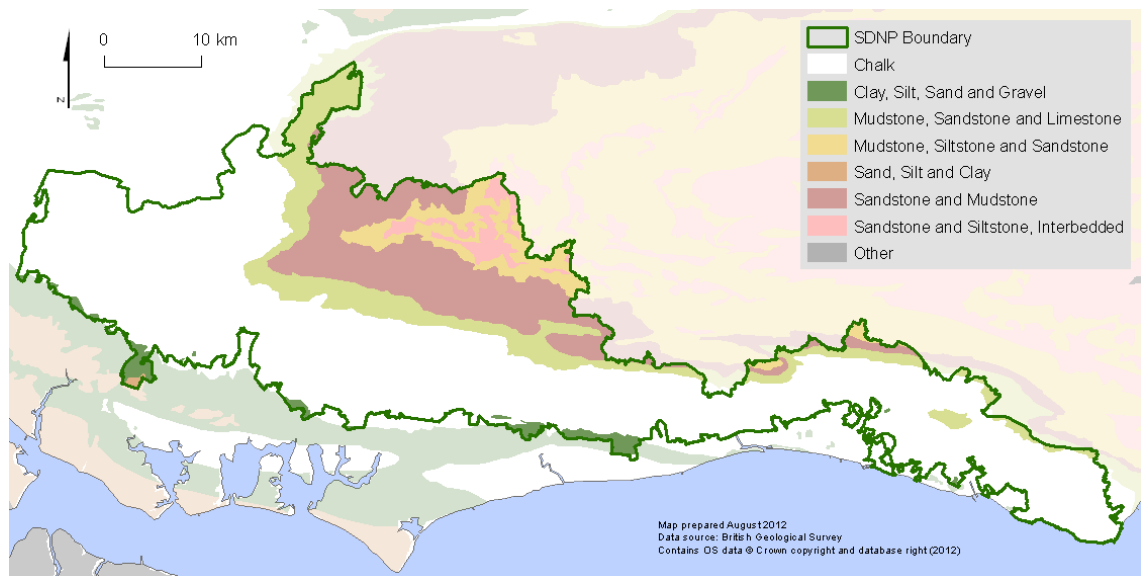 0 10 km
N
SDNP Boundary
Chalk
Clay, Silt, Sand and Gravel
Mudstone, Sandstone and Limestone
Mudstone, Siltstone and Sandstone
Sand, Silt and Clay
Sandstone and Mudstone
Sandstone and Siltstone, Interbedded
Other
Map prepared August 2012
Data source: British Geological Survey
Contains OS data © Crown copyright and database right (2012)